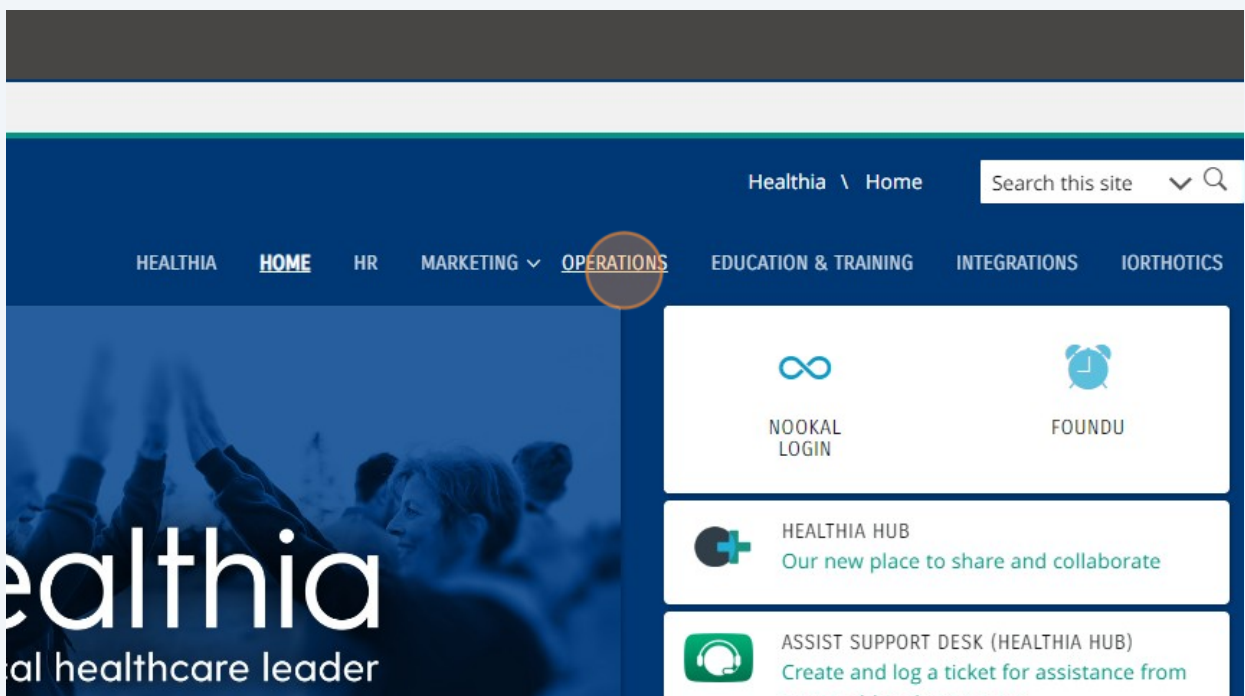 Healthia \ Home
Search this site
HEALTHIA HOME HR MARKETING OPERATIONS EDUCATION & TRAINING INTEGRATIONS IORTHOTICS
NOOKAL
LOGIN
FOUNDU
HEALTHIA HUB
Our new place to share and collaborate
ealthia
cal healthcare leader
ASSIST SUPPORT DESK (HEALTHIA HUB)
Create and log a ticket for assistance from